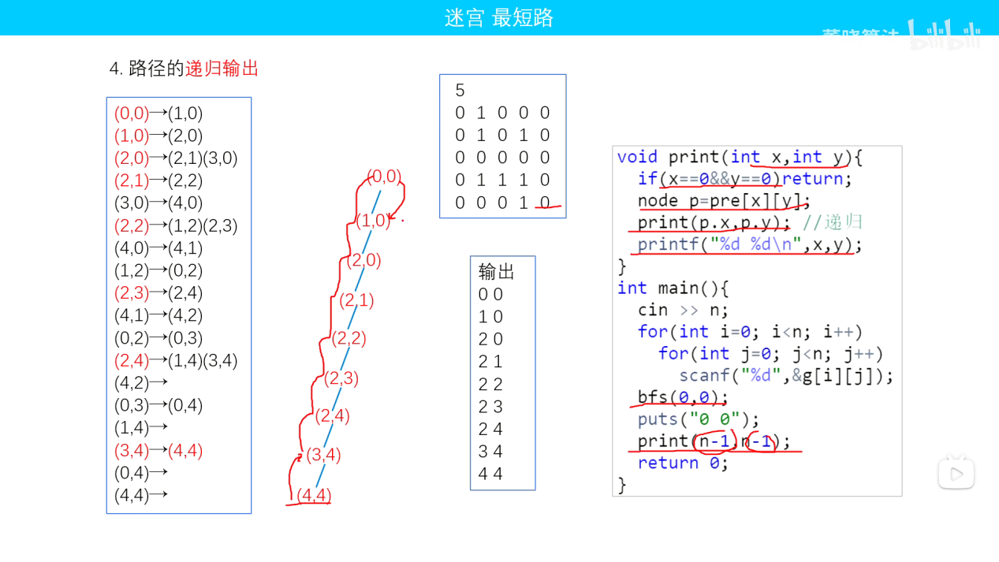 迷宫 最短路
董晓算法 bilibili
4. 路径的递归输出
(0,0)→(1,0)
(1,0)→(2,0)
(2,0)→(2,1)(3,0)
(2,1)→(2,2)
(3,0)→(4,0)
(2,2)→(1,2)(2,3)
(4,0)→(4,1)
(1,2)→(0,2)
(2,3)→(2,4)
(4,1)→(4,2)
(0,2)→(0,3)
(2,4)→(1,4)(3,4)
(4,2)→
(0,3)→(0,4)
(1,4)→
(3,4)→(4,4)
(0,4)→
(4,4)→
(0,0)
(1,0)
(2,0)
(2,1)
(2,2)
(2,3)
(2,4)
(3,4)
(4,4)
5
0 1 0 0 0
0 1 0 1 0
0 0 0 0 0
0 1 1 1 0
0 0 0 1 0
输出
0 0
1 0
2 0
2 1
2 2
2 3
2 4
3 4
4 4
void print(int x,int y){
if(x==0&&y==0)return;
node p=pre[x][y];
print(p.x,p.y); //递归
printf("%d %d\n",x,y);
}
int main(){
cin >> n;
for(int i=0; i<n; i++)
for(int j=0; j<n; j++)
scanf("%d",&g[i][j]);
bfs(0,0);
puts("0 0");
print(n-1,n-1);
return 0;
}